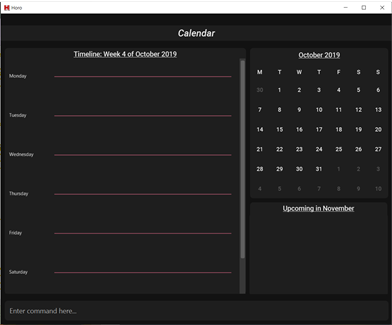 Horo
Calendar
Timeline: Week 4 of October 2019
Monday
Tuesday
Wednesday
Thursday
Friday
Saturday
October 2019
M T W T F S S
30 1 2 3 4 5 6
7 8 9 10 11 12 13
14 15 16 17 18 19 20
21 22 23 24 25 26 27
28 29 30 31 1 2 3
4 5 6 7 8 9 10
Upcoming in November
Enter command here...